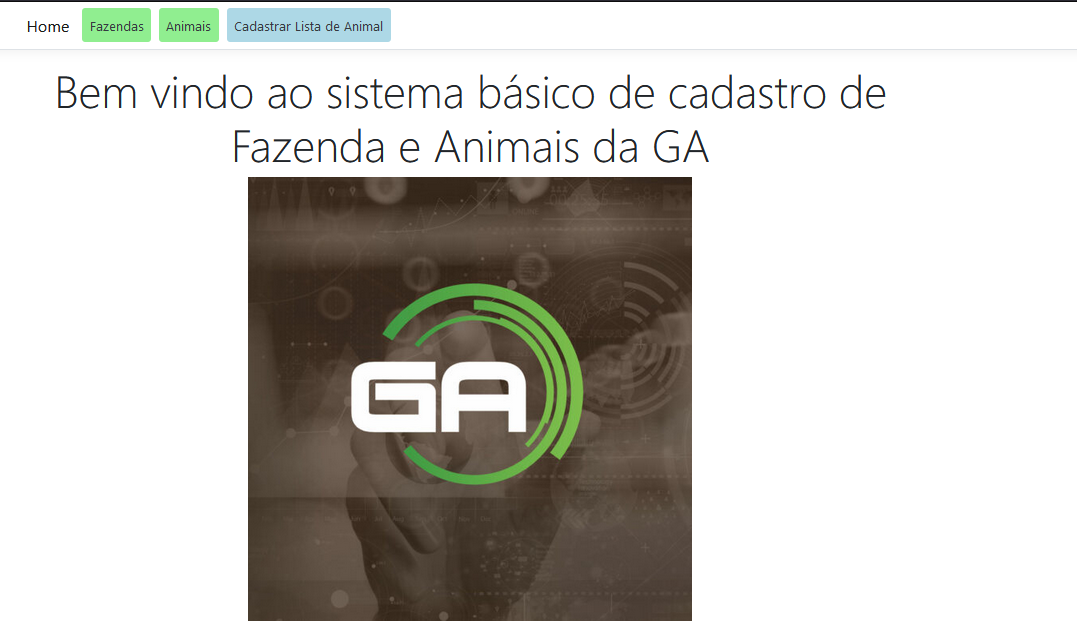 Home Fazendas Animais Cadastrar Lista de Animal
Bem vindo ao sistema básico de cadastro de
Fazenda e Animais da GA
GA